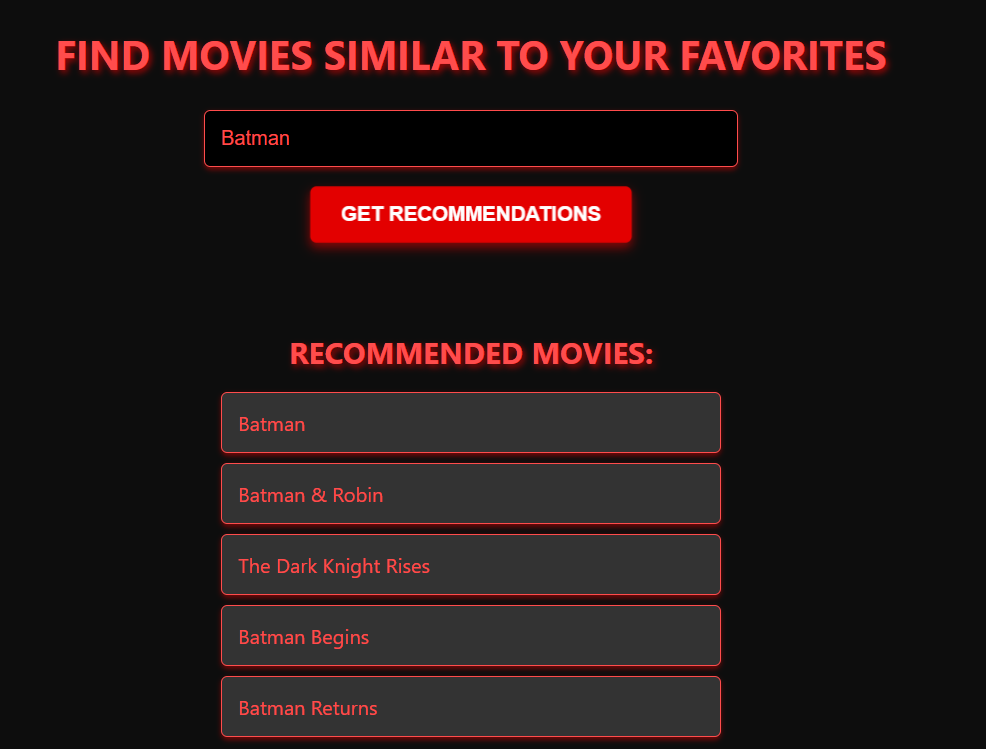 FIND MOVIES SIMILAR TO YOUR FAVORITES
Batman
GET RECOMMENDATIONS
RECOMMENDED MOVIES:
Batman
Batman & Robin
The Dark Knight Rises
Batman Begins
Batman Returns